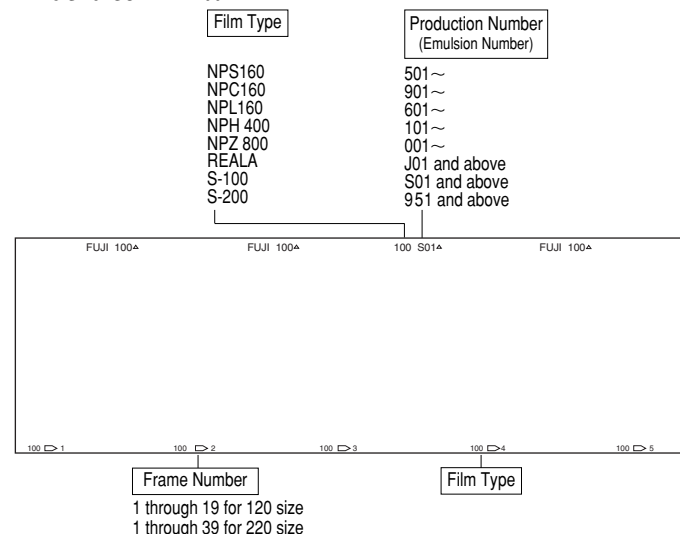 Film Type
Production Number
(Emulsion Number)
NPS160 501~
NPC160 901~
NPL160 601~
NPH 400 101~
NPZ 800 001~
REALA J01 and above
S-100 S01 and above
S-200 951 and above
FUJI 100▵ FUJI 100▵ 100 S01▵ FUJI 100▵
100 1 100 2 100 3 100 4 100 5
Frame Number Film Type
1 through 19 for 120 size
1 through 39 for 220 size